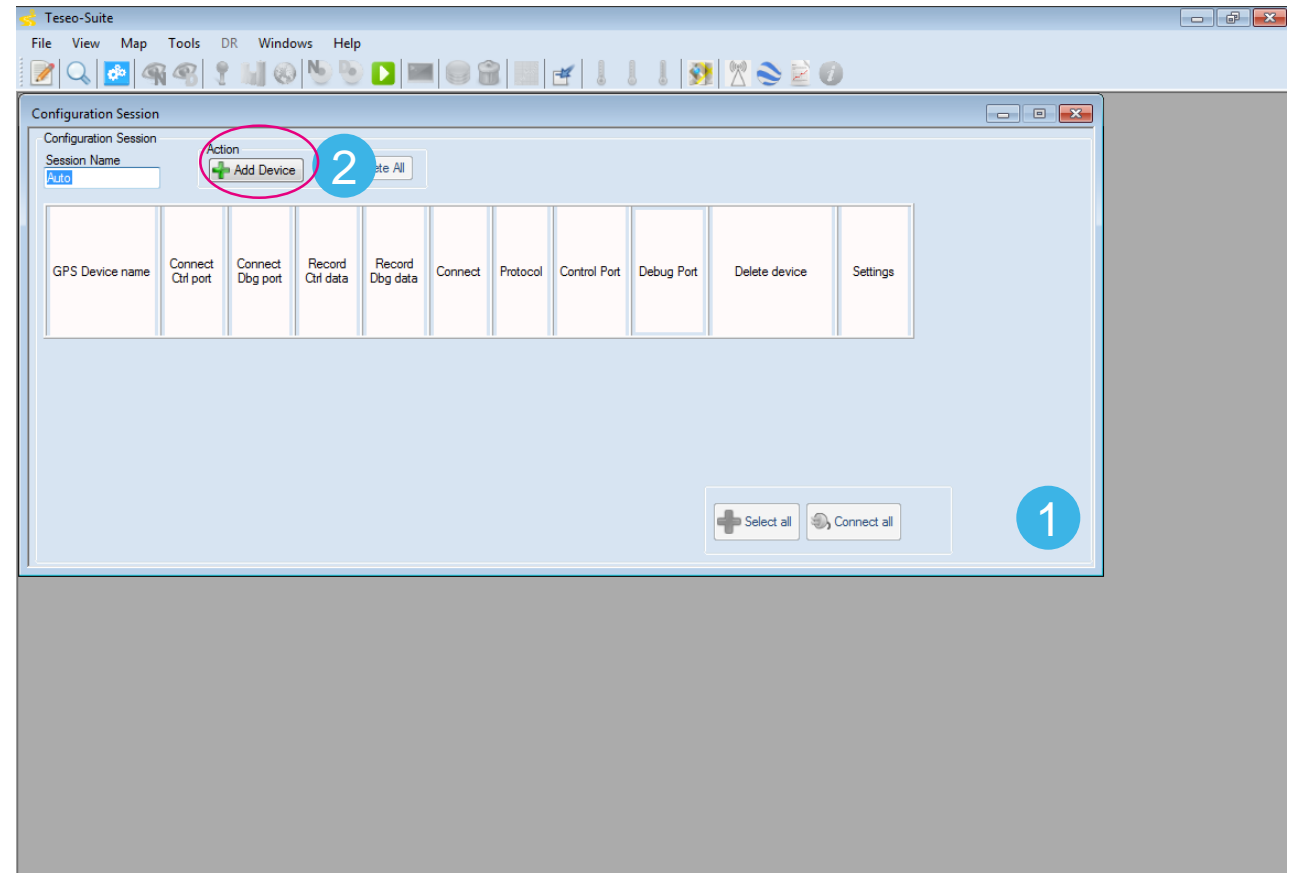 Teseo-Suite
File View Map Tools DR Windows Help
Configuration Session
Configuration Session
Session Name
Auto
Action
Add Device
2
ete All
GPS Device name
Connect
Ctrl port
Connect
Dbg port
Record
Ctrl data
Record
Dbg data
Connect
Protocol
Control Port
Debug Port
Delete device
Settings
Select all
Connect all
1